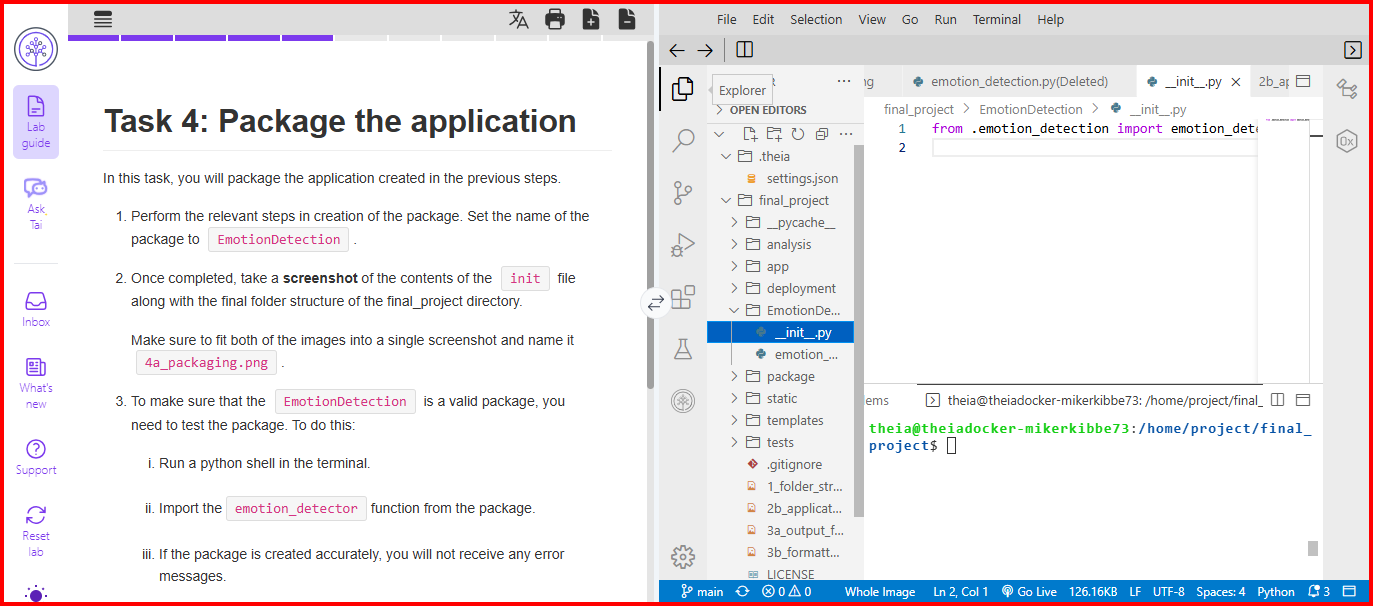 Lab
guide
Ask
Tai
Inbox
What's
new
Support
Reset
lab
Task 4: Package the application
In this task, you will package the application created in the previous steps.
1. Perform the relevant steps in creation of the package. Set the name of the
package to EmotionDetection .
2. Once completed, take a screenshot of the contents of the init file
along with the final folder structure of the final_project directory.
Make sure to fit both of the images into a single screenshot and name it
4a_packaging.png .
3. To make sure that the EmotionDetection is a valid package, you
need to test the package. To do this:
i. Run a python shell in the terminal.
ii. Import the emotion_detector function from the package.
iii. If the package is created accurately, you will not receive any error
messages.
File Edit Selection View Go Run Terminal Help
Explorer
OPEN EDITORS
.theia
settings.json
final_project
__pycache__
analysis
app
deployment
EmotionDe...
__init__.py
emotion_...
package
static
templates
tests
.gitignore
1_folder_str...
2b_applicat...
3a_output_f...
3b_formatt...
LICENSE
ng emotion_detection.py(Deleted) __init__.py 2b_ap
final_project > EmotionDetection > __init__.py
1 from .emotion_detection import emotion_dete
2
lems theia@theiadocker-mikerkibbe73: /home/project/final_
theia@theiadocker-mikerkibbe73:/home/project/final_
project$
main 0 0 Whole Image Ln 2, Col 1 Go Live 126.16KB LF UTF-8 Spaces: 4 Python 3